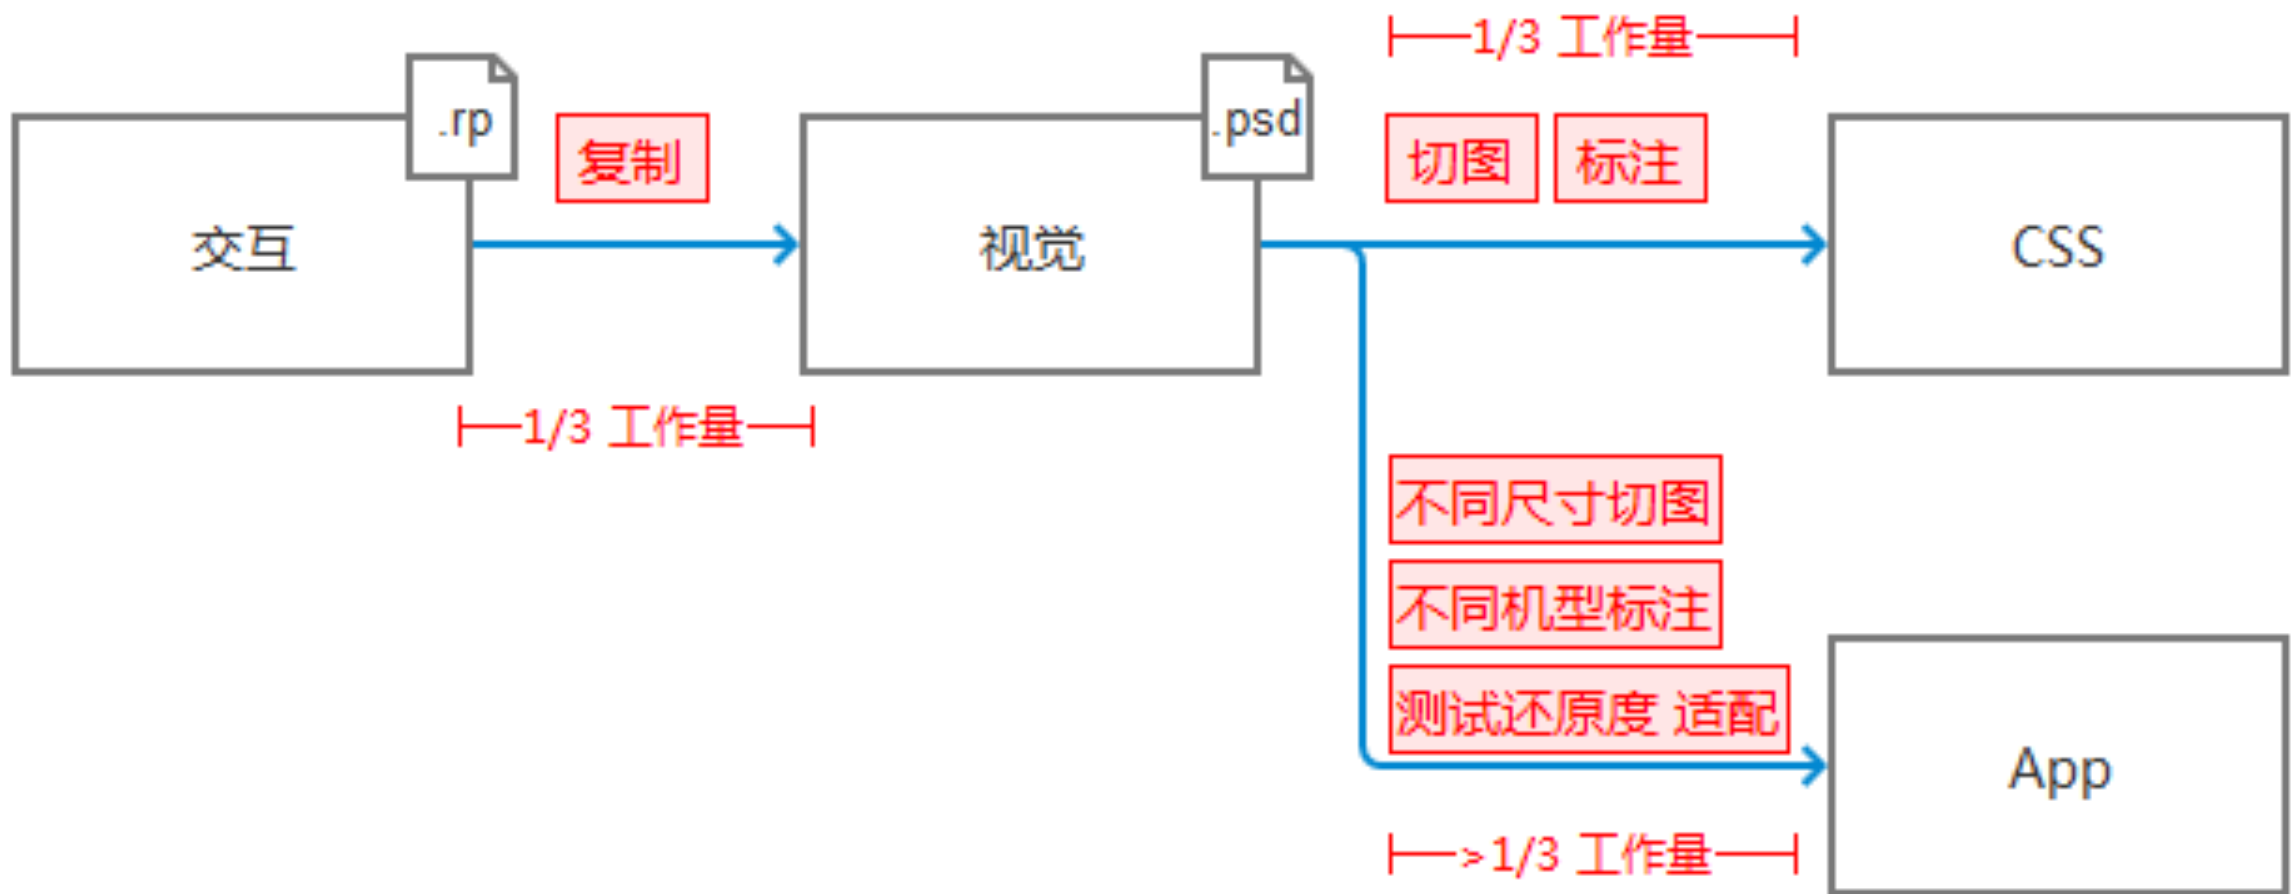 1/3 工作量
.rp
.psd
复制
切图
标注
交互
视觉
CSS
1/3 工作量
不同尺寸切图
不同机型标注
测试还原度 适配
App
>1/3 工作量